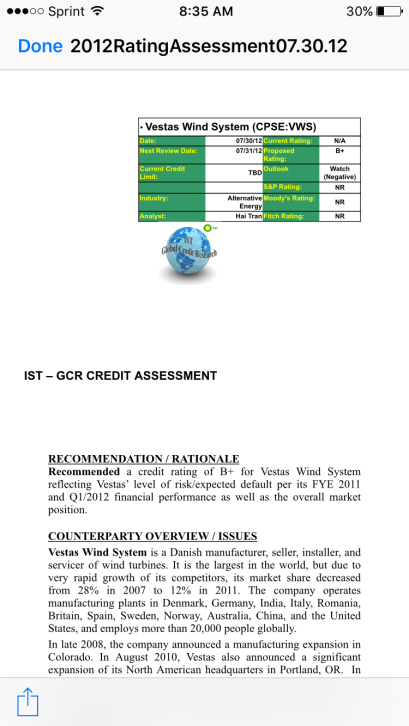 Sprint 8:35 AM 30%
Done 2012RatingAssessment07.30.12
· Vestas Wind System (CPSE:VWS)
Date: 07/30/12 Current Rating: N/A
Next Review Date: 07/31/12 Proposed Rating: B+
Current Credit Limit: TBD Outlook Watch (Negative)
S&P Rating: NR
Industry: Alternative Energy Moody's Rating: NR
Analyst: Hai Tran Fitch Rating: NR
IST
Global Credit Research
IST – GCR CREDIT ASSESSMENT
RECOMMENDATION / RATIONALE
Recommended a credit rating of B+ for Vestas Wind System
reflecting Vestas' level of risk/expected default per its FYE 2011
and Q1/2012 financial performance as well as the overall market
position.
COUNTERPARTY OVERVIEW / ISSUES
Vestas Wind System is a Danish manufacturer, seller, installer, and
servicer of wind turbines. It is the largest in the world, but due to
very rapid growth of its competitors, its market share decreased
from 28% in 2007 to 12% in 2011. The company operates
manufacturing plants in Denmark, Germany, India, Italy, Romania,
Britain, Spain, Sweden, Norway, Australia, China, and the United
States, and employs more than 20,000 people globally.
In late 2008, the company announced a manufacturing expansion in
Colorado. In August 2010, Vestas also announced a significant
expansion of its North American headquarters in Portland, OR. In